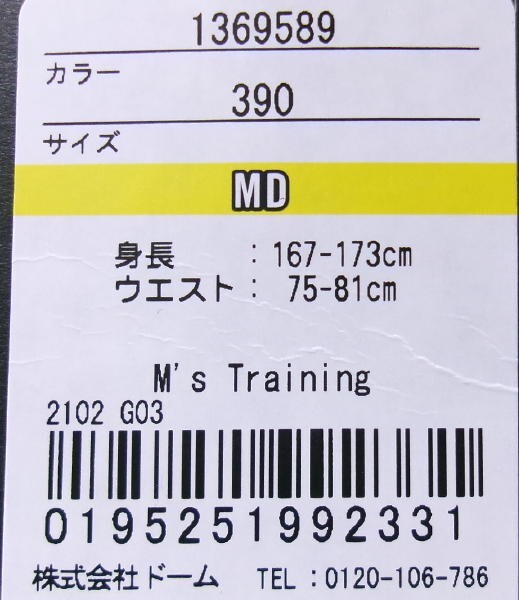 1369589
カラー
390
サイズ
MD
身長 : 167-173cm
ウエスト : 75-81cm
M's Training
2102 G03
0195251992331
株式会社ドーム TEL:0120-106-786